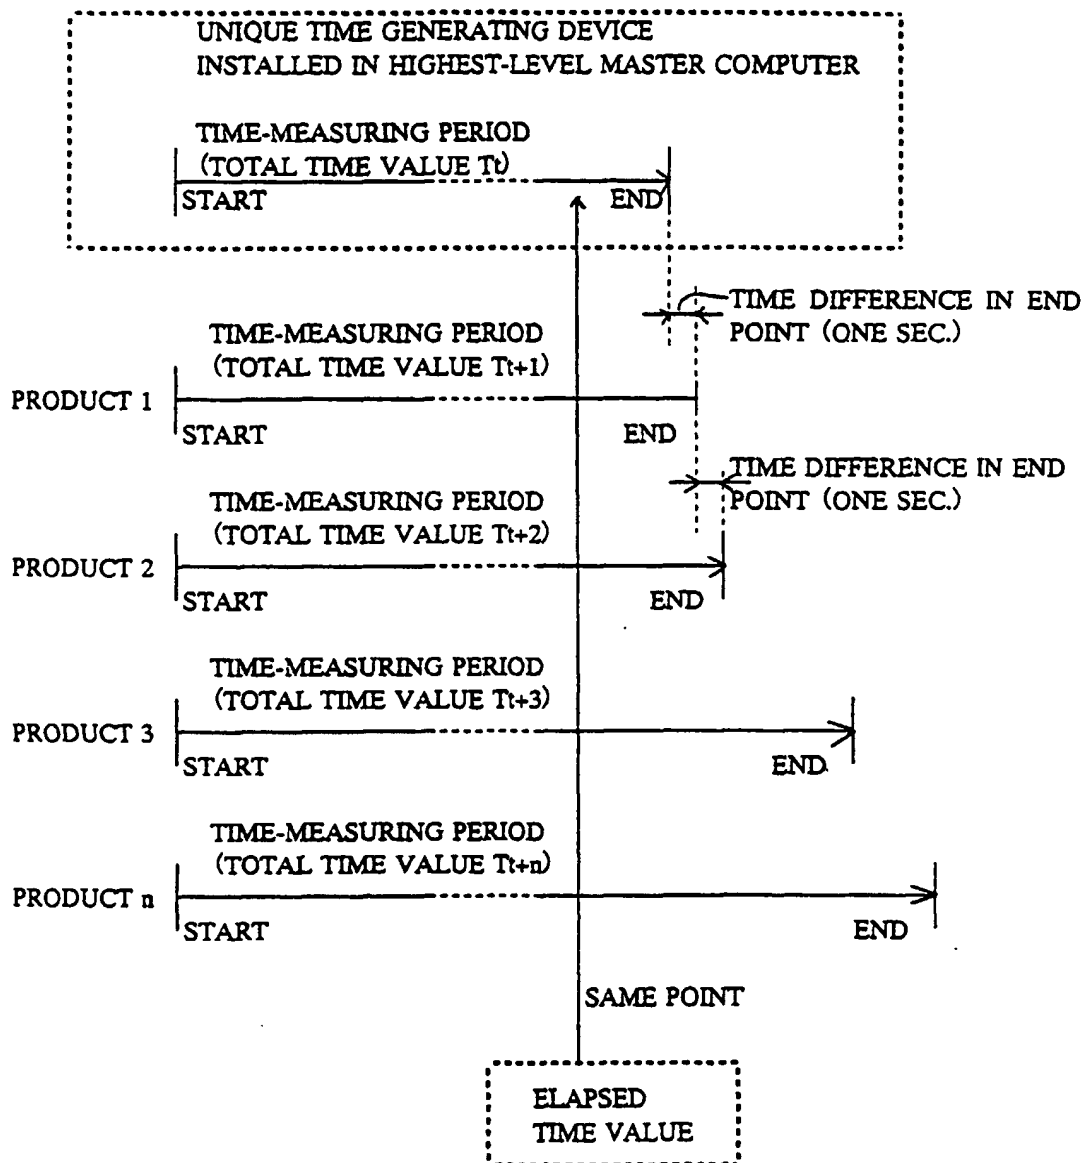 UNIQUE TIME GENERATING DEVICE
INSTALLED IN HIGHEST-LEVEL MASTER COMPUTER
TIME-MEASURING PERIOD
(TOTAL TIME VALUE Tt)
START
END
TIME DIFFERENCE IN END
POINT (ONE SEC.)
TIME-MEASURING PERIOD
(TOTAL TIME VALUE Tt+1)
PRODUCT 1
START
END
TIME DIFFERENCE IN END
POINT (ONE SEC.)
TIME-MEASURING PERIOD
(TOTAL TIME VALUE Tt+2)
PRODUCT 2
START
END
TIME-MEASURING PERIOD
(TOTAL TIME VALUE Tt+3)
PRODUCT 3
START
END
TIME-MEASURING PERIOD
(TOTAL TIME VALUE Tt+n)
PRODUCT n
START
END
SAME POINT
ELAPSED
TIME VALUE